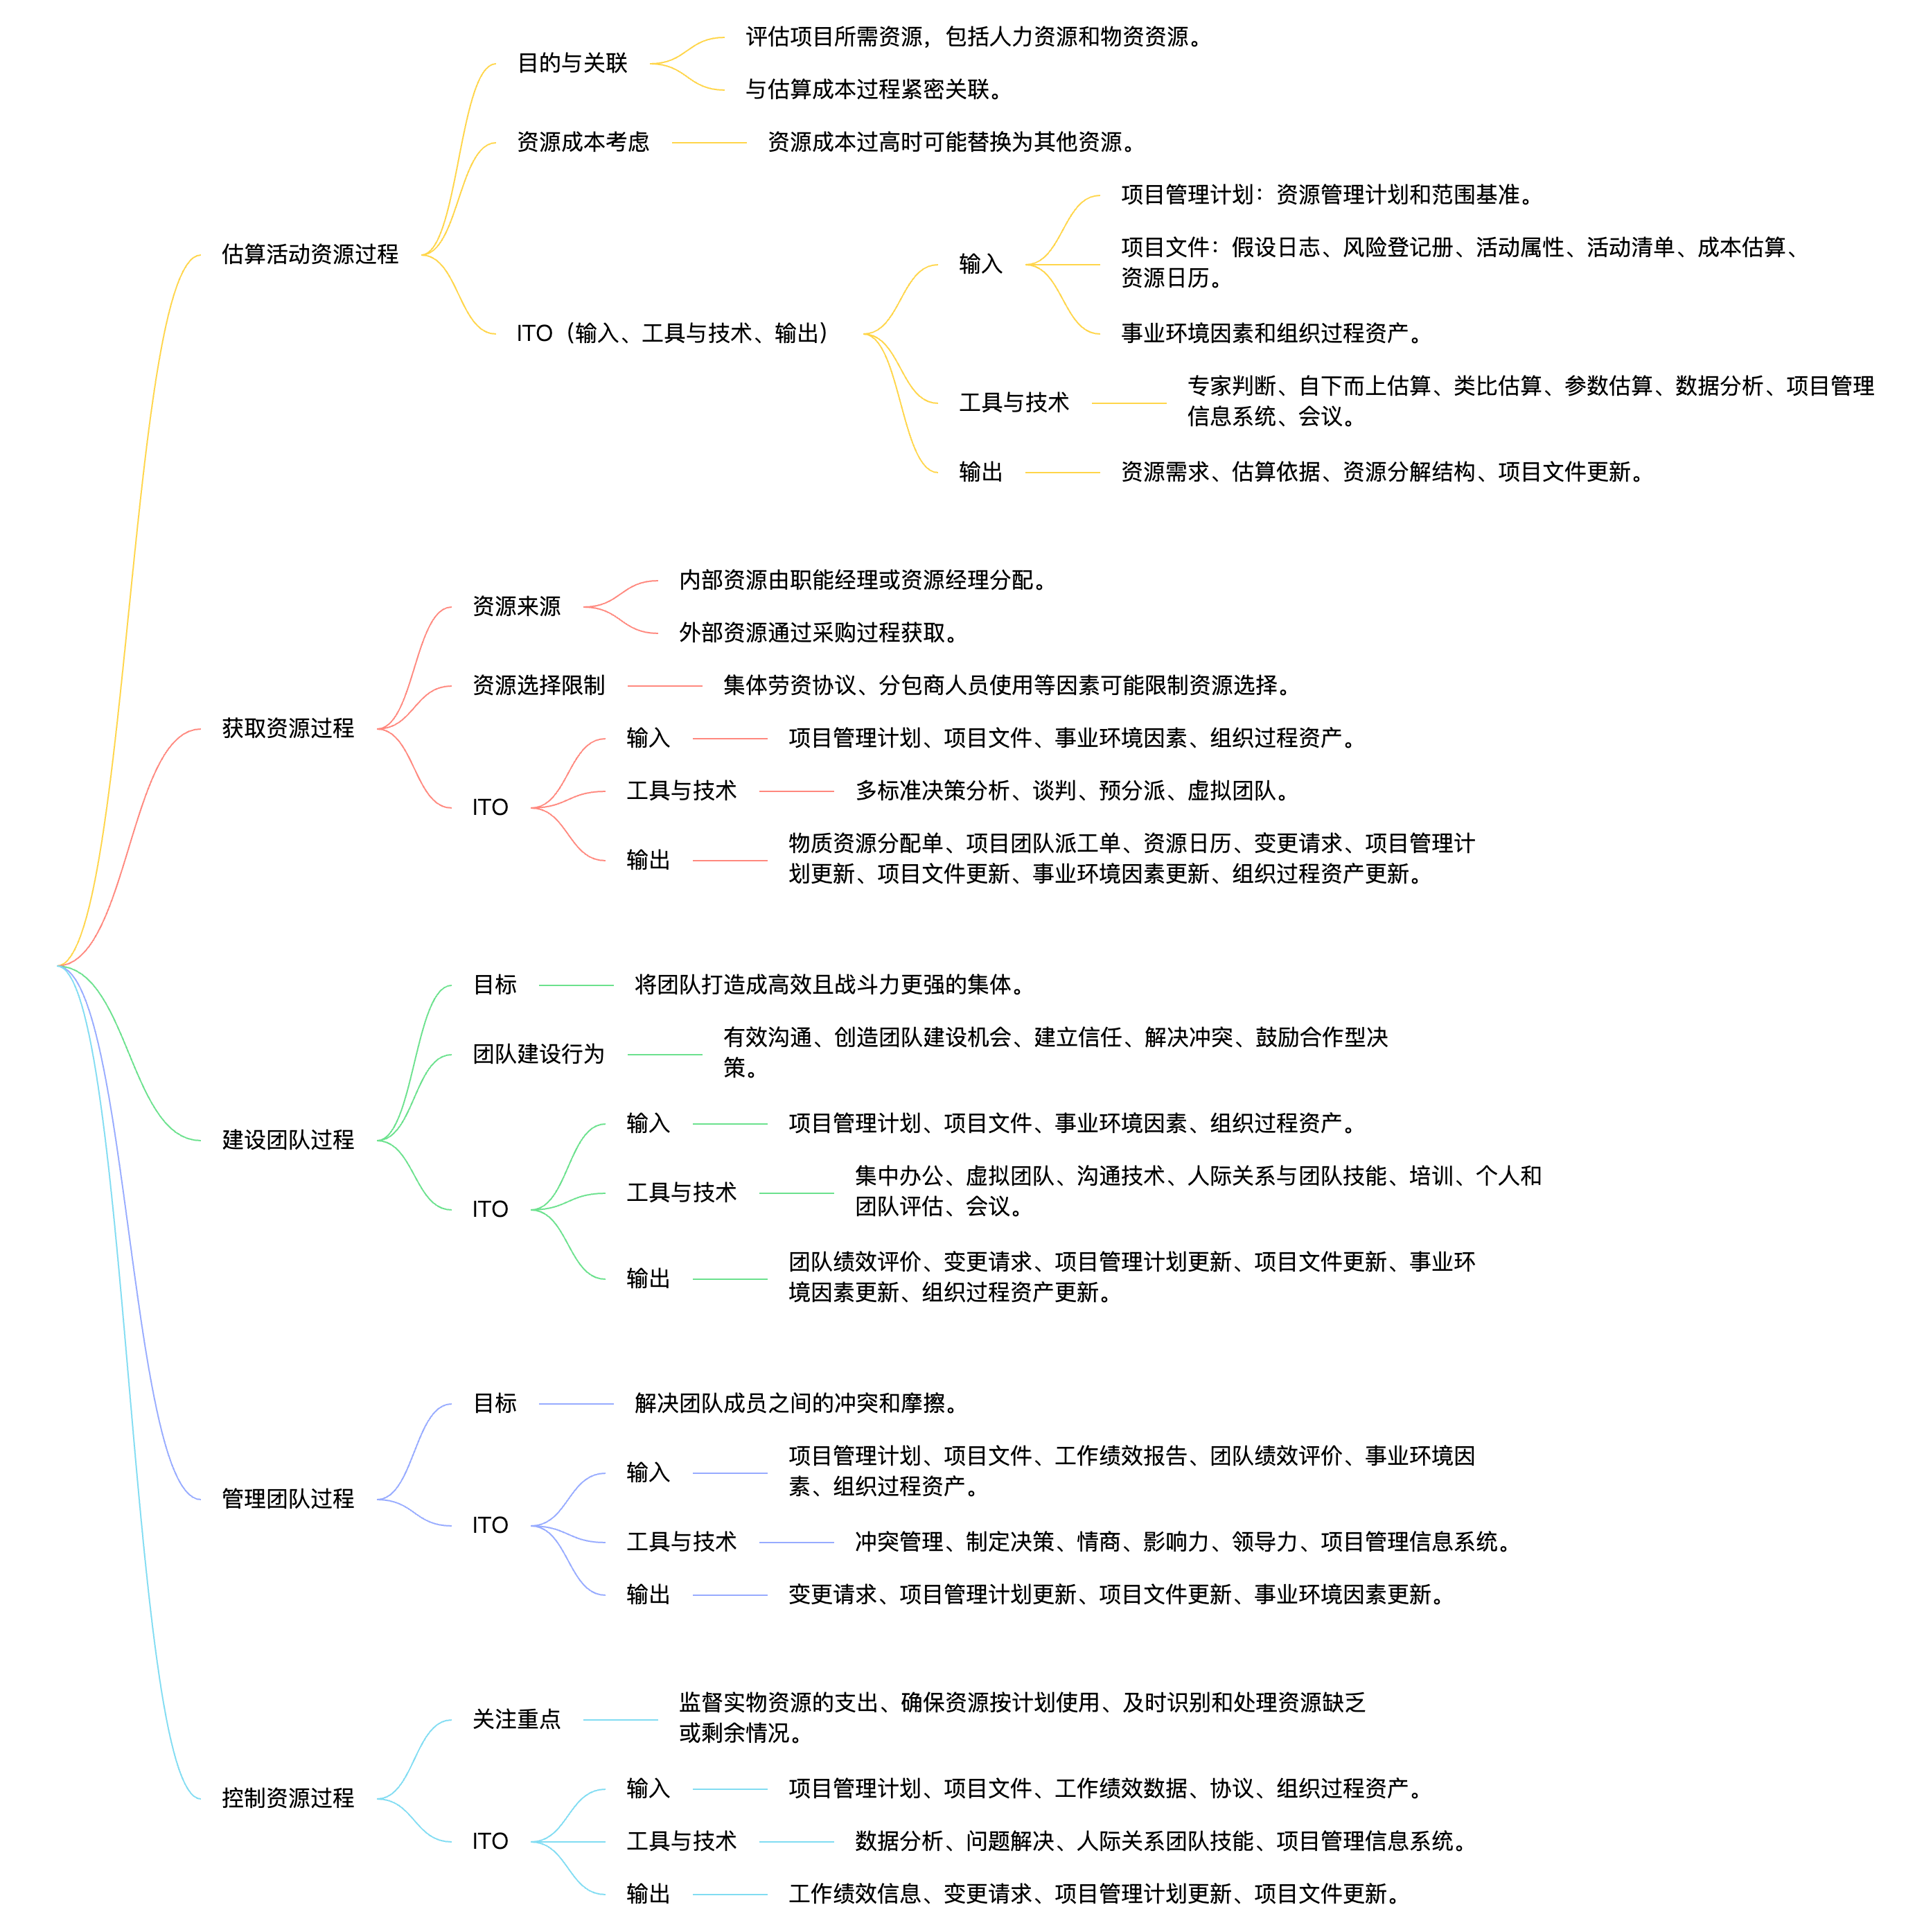 估算活动资源过程
目的与关联
评估项目所需资源，包括人力资源和物资资源。
与估算成本过程紧密关联。
资源成本考虑
资源成本过高时可能替换为其他资源。
ITO（输入、工具与技术、输出）
输入
项目管理计划：资源管理计划和范围基准。
项目文件：假设日志、风险登记册、活动属性、活动清单、成本估算、
资源日历。
事业环境因素和组织过程资产。
工具与技术
专家判断、自下而上估算、类比估算、参数估算、数据分析、项目管理
信息系统、会议。
输出
资源需求、估算依据、资源分解结构、项目文件更新。
获取资源过程
资源来源
内部资源由职能经理或资源经理分配。
外部资源通过采购过程获取。
资源选择限制
集体劳资协议、分包商人员使用等因素可能限制资源选择。
ITO
输入
项目管理计划、项目文件、事业环境因素、组织过程资产。
工具与技术
多标准决策分析、谈判、预分派、虚拟团队。
输出
物质资源分配单、项目团队派工单、资源日历、变更请求、项目管理计
划更新、项目文件更新、事业环境因素更新、组织过程资产更新。
建设团队过程
目标
将团队打造成高效且战斗力更强的集体。
团队建设行为
有效沟通、创造团队建设机会、建立信任、解决冲突、鼓励合作型决
策。
ITO
输入
项目管理计划、项目文件、事业环境因素、组织过程资产。
工具与技术
集中办公、虚拟团队、沟通技术、人际关系与团队技能、培训、个人和
团队评估、会议。
输出
团队绩效评价、变更请求、项目管理计划更新、项目文件更新、事业环
境因素更新、组织过程资产更新。
管理团队过程
目标
解决团队成员之间的冲突和摩擦。
ITO
输入
项目管理计划、项目文件、工作绩效报告、团队绩效评价、事业环境因
素、组织过程资产。
工具与技术
冲突管理、制定决策、情商、影响力、领导力、项目管理信息系统。
输出
变更请求、项目管理计划更新、项目文件更新、事业环境因素更新。
控制资源过程
关注重点
监督实物资源的支出、确保资源按计划使用、及时识别和处理资源缺乏
或剩余情况。
ITO
输入
项目管理计划、项目文件、工作绩效数据、协议、组织过程资产。
工具与技术
数据分析、问题解决、人际关系团队技能、项目管理信息系统。
输出
工作绩效信息、变更请求、项目管理计划更新、项目文件更新。